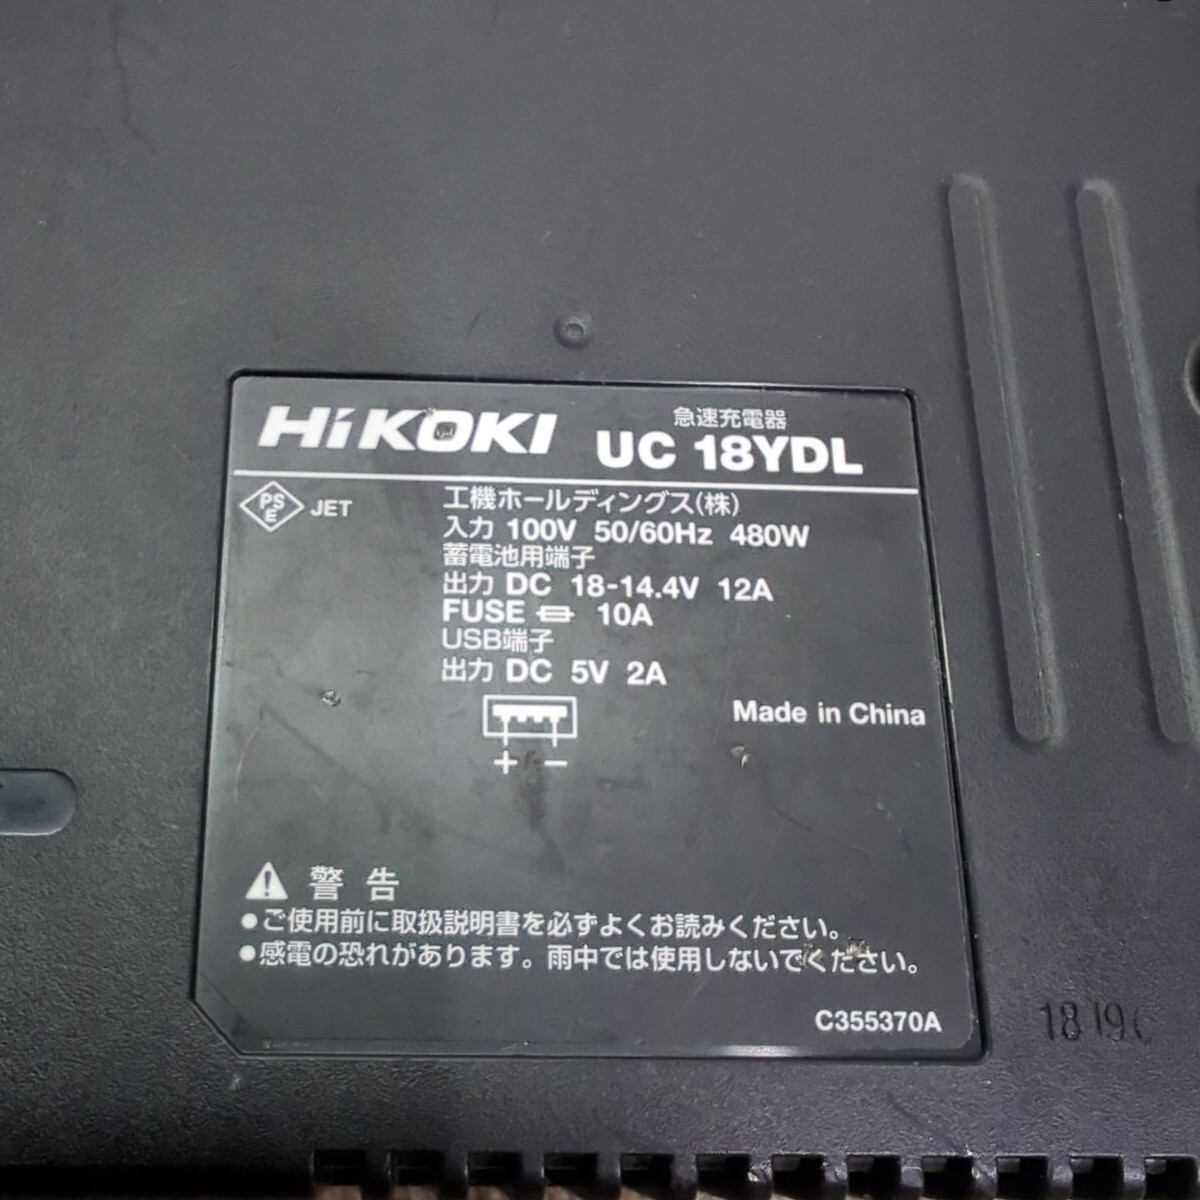 HiKOKI
急速充電器
UC 18YDL
PSE JET
工機ホールディングス(株)
入力 100V 50/60Hz 480W
蓄電池用端子
出力 DC 18-14.4V 12A
FUSE 10A
USB端子
出力 DC 5V 2A
+ −
Made in China
警告
●ご使用前に取扱説明書を必ずよくお読みください。
●感電の恐れがあります。雨中では使用しないでください。
C355370A